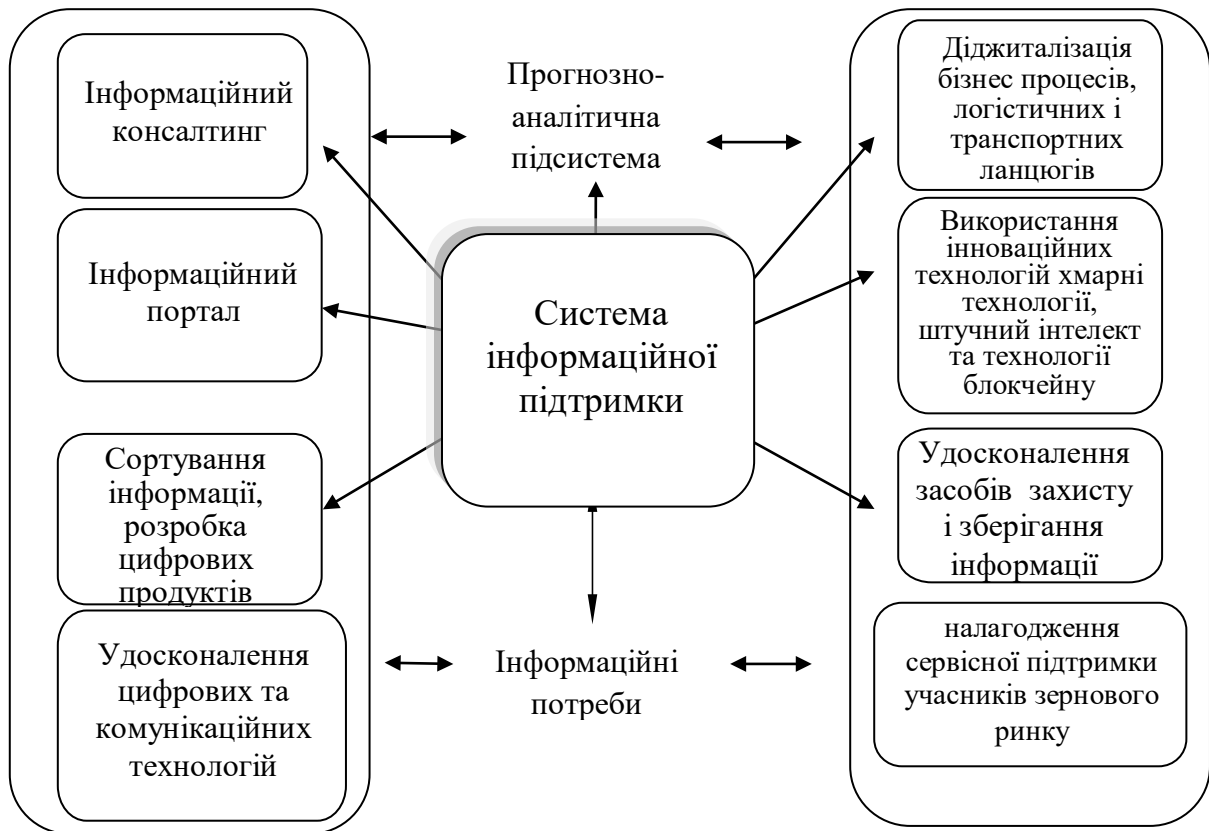 Інформаційний
консалтинг
Інформаційний
портал
Сортування
інформації,
розробка
цифрових
продуктів
Удосконалення
цифрових та
комунікаційних
технологій
Прогнозно-
аналітична
підсистема
Система
інформаційної
підтримки
Інформаційні
потреби
Діджиталізація
бізнес процесів,
логістичних і
транспортних
ланцюгів
Використання
інноваційних
технологій хмарні
технології,
штучний інтелект
та технології
блокчейну
Удосконалення
засобів захисту
і зберігання
інформації
налагодження
сервісної підтримки
учасників зернового
ринку